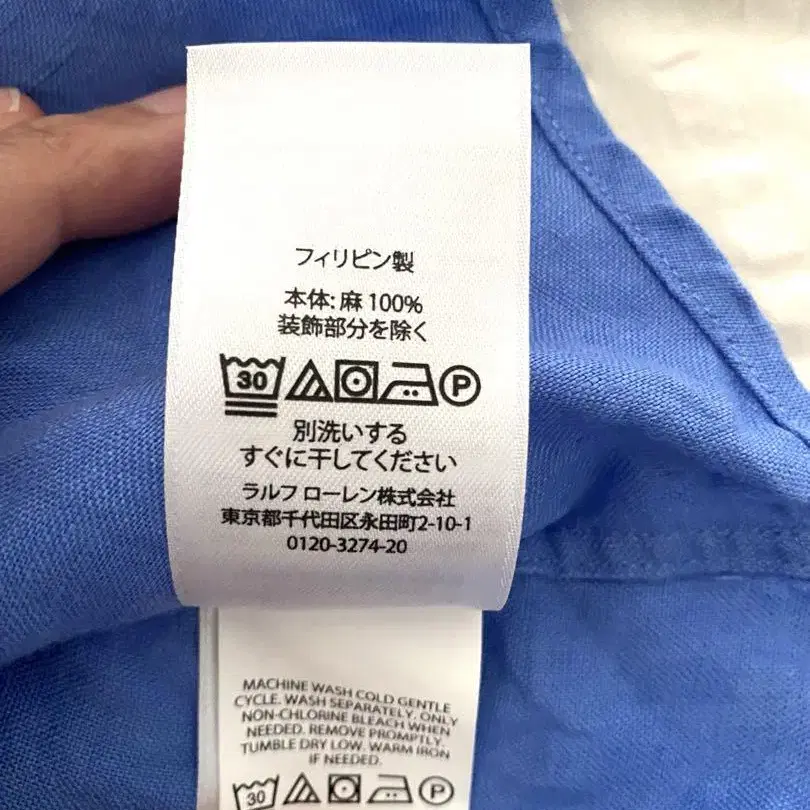 フィリピン製
本体: 麻 100%
装飾部分を除く
30 P
別洗いする
すぐに干してください
ラルフ ローレン株式会社
東京都千代田区永田町2-10-1
0120-3274-20
MACHINE WASH COLD GENTLE
CYCLE. WASH SEPARATELY. ONLY
NON-CHLORINE BLEACH WHEN
NEEDED. REMOVE PROMPTLY.
TUMBLE DRY LOW. WARM IRON
IF NEEDED.
30 P